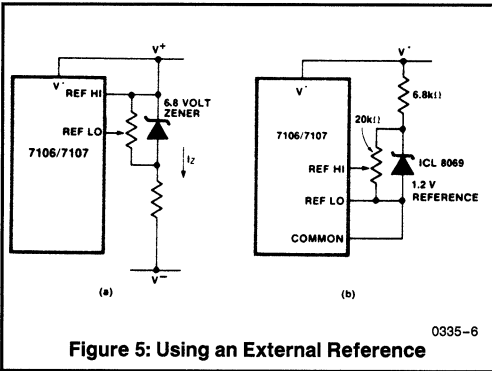 V+
V·
REF HI
6.8 VOLT
ZENER
REF LO
7106/7107
IZ
V−
(a)
V·
V·
6.8kΩ
20kΩ
7106/7107
REF HI
ICL 8069
1.2 V
REFERENCE
REF LO
COMMON
(b)
0335-6
Figure 5: Using an External Reference